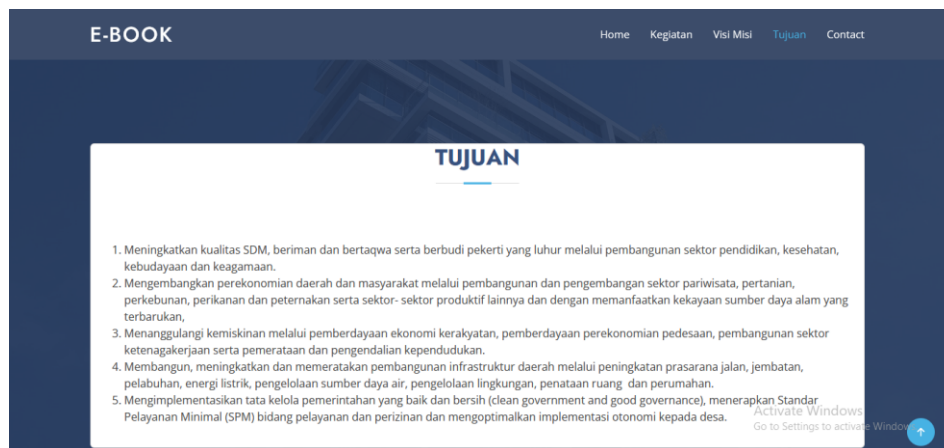 E-BOOK
Home Kegiatan Visi Misi Tujuan Contact
TUJUAN
1. Meningkatkan kualitas SDM, beriman dan bertaqwa serta berbudi pekerti yang luhur melalui pembangunan sektor pendidikan, kesehatan,
kebudayaan dan keagamaan.
2. Mengembangkan perekonomian daerah dan masyarakat melalui pembangunan dan pengembangan sektor pariwisata, pertanian,
perkebunan, perikanan dan peternakan serta sektor- sektor produktif lainnya dan dengan memanfaatkan kekayaan sumber daya alam yang
terbarukan,
3. Menanggulangi kemiskinan melalui pemberdayaan ekonomi kerakyatan, pemberdayaan perekonomian pedesaan, pembangunan sektor
ketenagakerjaan serta pemerataan dan pengendalian kependudukan.
4. Membangun, meningkatkan dan memeratakan pembangunan infrastruktur daerah melalui peningkatan prasarana jalan, jembatan,
pelabuhan, energi listrik, pengelolaan sumber daya air, pengelolaan lingkungan, penataan ruang dan perumahan.
5. Mengimplementasikan tata kelola pemerintahan yang baik dan bersih (clean government and good governance), menerapkan Standar
Pelayanan Minimal (SPM) bidang pelayanan dan perizinan dan mengoptimalkan implementasi otonomi kepada desa.
Activate Windows
Go to Settings to activate Window